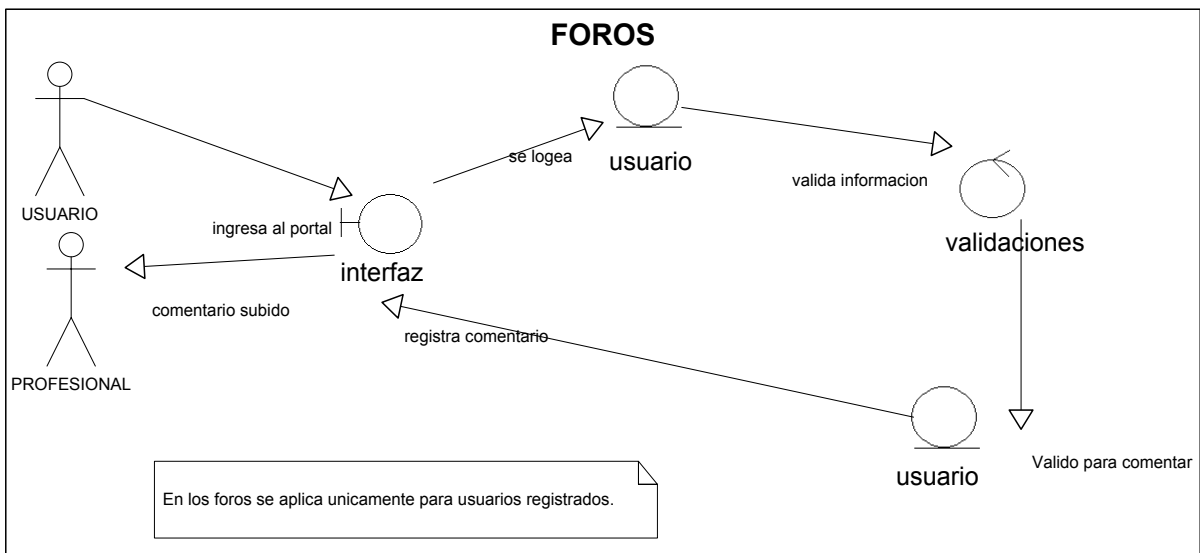 FOROS
se logea
usuario
valida informacion
USUARIO
ingresa al portal
validaciones
interfaz
comentario subido
registra comentario
PROFESIONAL
Valido para comentar
usuario
En los foros se aplica unicamente para usuarios registrados.